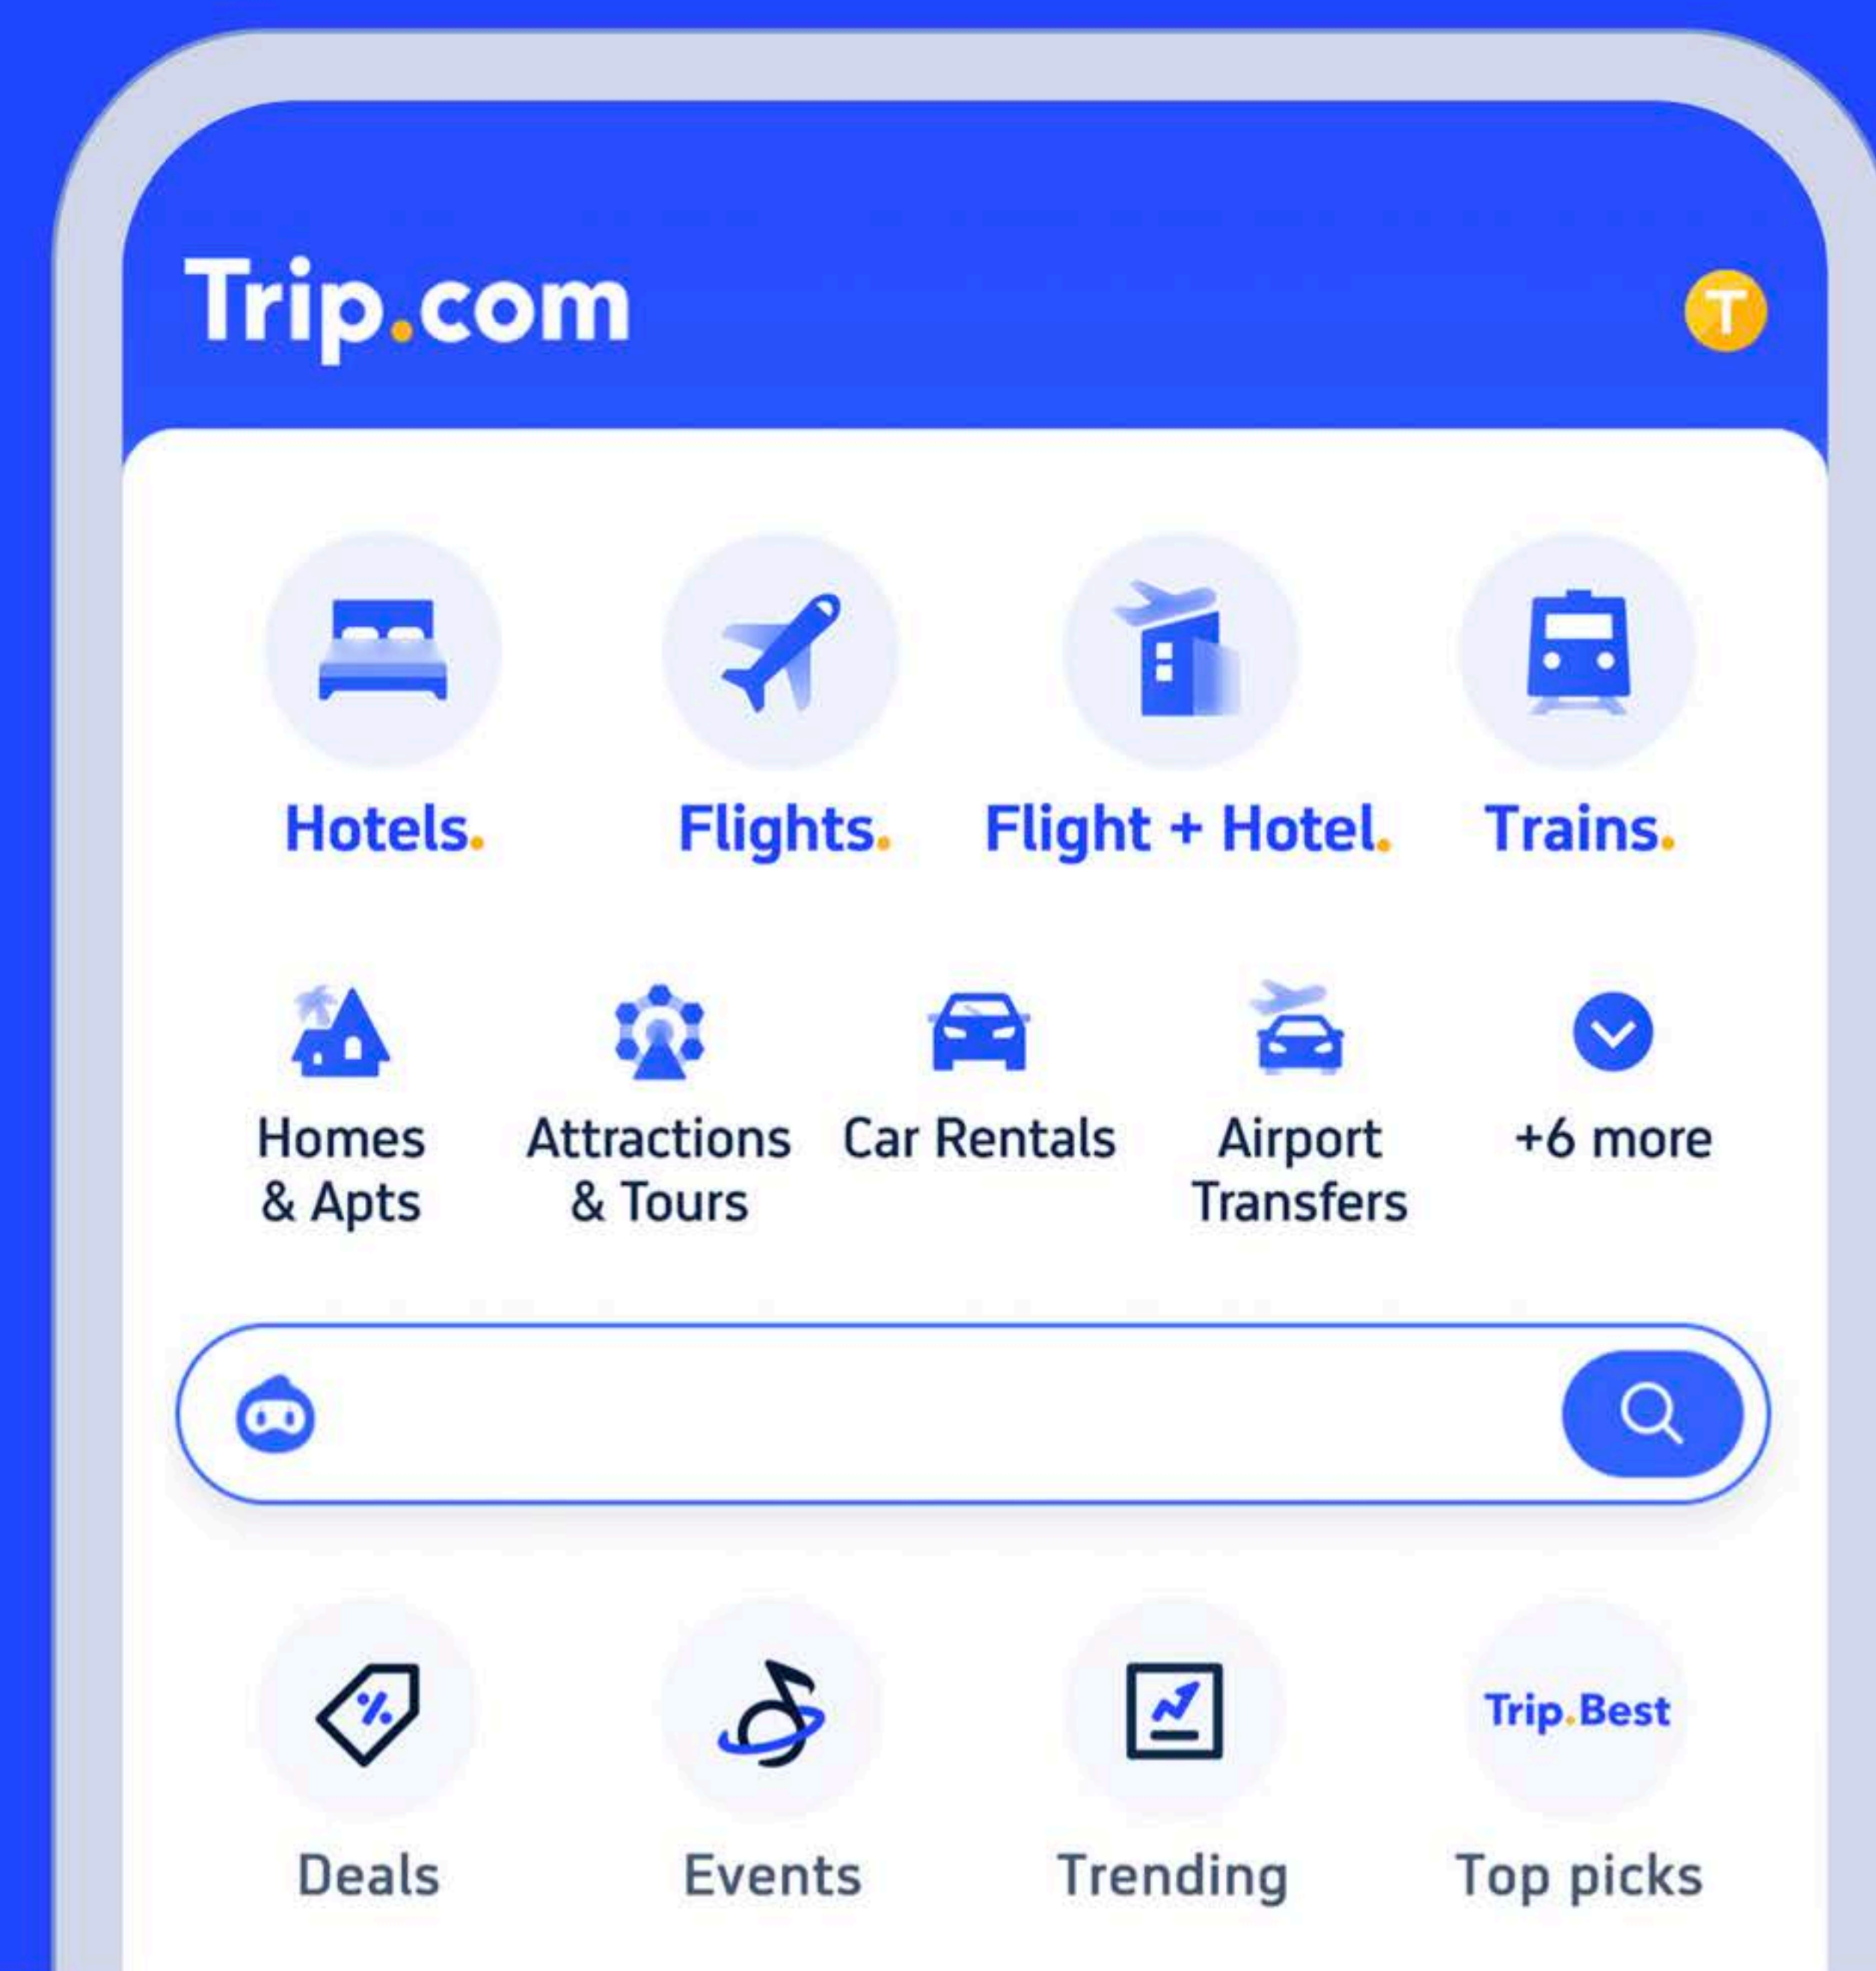 Trip.com
T
Hotels. Flights. Flight + Hotel. Trains.
Homes & Apts
Attractions & Tours
Car Rentals
Airport Transfers
+6 more
%
Trip.Best
Deals Events Trending Top picks